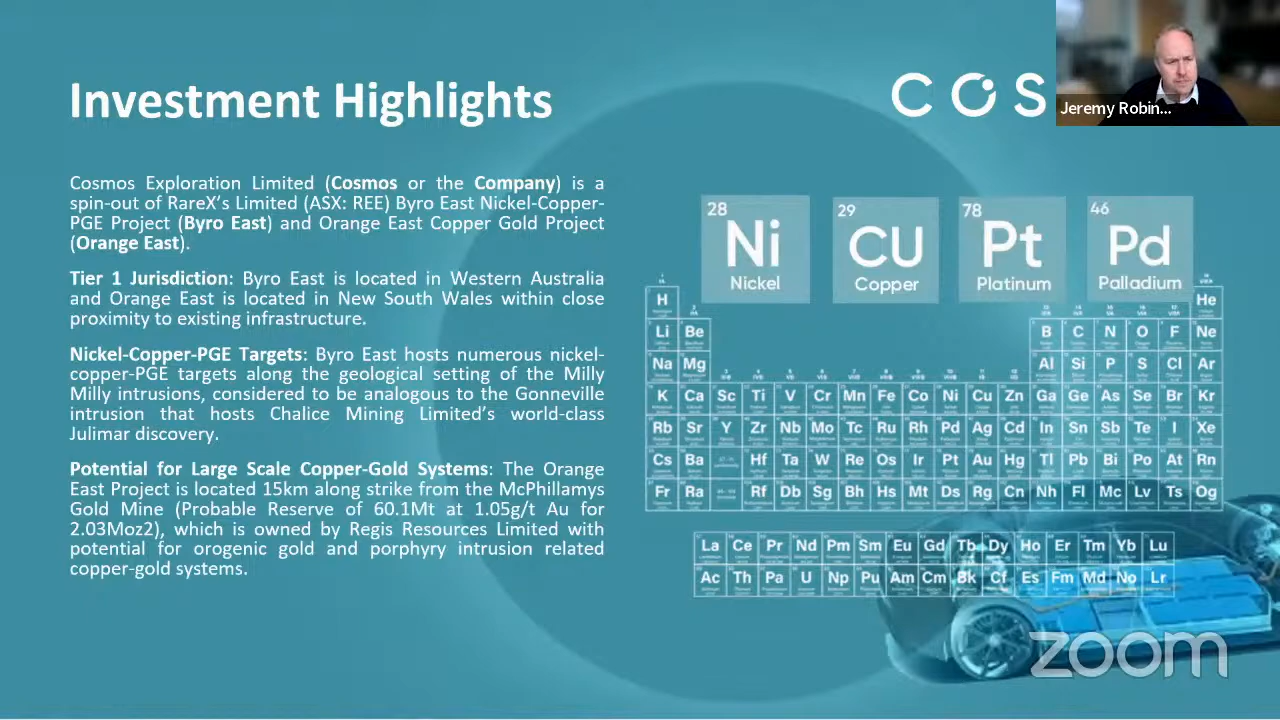 Investment Highlights
COS
Jeremy Robin...
Cosmos Exploration Limited (Cosmos or the Company) is a
spin-out of RareX's Limited (ASX: REE) Byro East Nickel-Copper-
PGE Project (Byro East) and Orange East Copper Gold Project
(Orange East).
Tier 1 Jurisdiction: Byro East is located in Western Australia
and Orange East is located in New South Wales within close
proximity to existing infrastructure.
Nickel-Copper-PGE Targets: Byro East hosts numerous nickel-
copper-PGE targets along the geological setting of the Milly
Milly intrusions, considered to be analogous to the Gonneville
intrusion that hosts Chalice Mining Limited's world-class
Julimar discovery.
Potential for Large Scale Copper-Gold Systems: The Orange
East Project is located 15km along strike from the McPhillamys
Gold Mine (Probable Reserve of 60.1Mt at 1.05g/t Au for
2.03Moz2), which is owned by Regis Resources Limited with
potential for orogenic gold and porphyry intrusion related
copper-gold systems.
28 29 78 46
Ni CU Pt Pd
Nickel Copper Platinum Palladium
H He
Li Be B C N O F Ne
Na Mg Al Si P S Cl Ar
K Ca Sc Ti V Cr Mn Fe Co Ni Cu Zn Ga Ge As Se Br Kr
Rb Sr Y Zr Nb Mo Tc Ru Rh Pd Ag Cd In Sn Sb Te I Xe
Cs Ba Hf Ta W Re Os Ir Pt Au Hg Tl Pb Bi Po At Rn
Fr Ra Rf Db Sg Bh Hs Mt Ds Rg Cn Nh Fl Mc Lv Ts Og
La Ce Pr Nd Pm Sm Eu Gd Tb Dy Ho Er Tm Yb Lu
Ac Th Pa U Np Pu Am Cm Bk Cf Es Fm Md No Lr
zoom